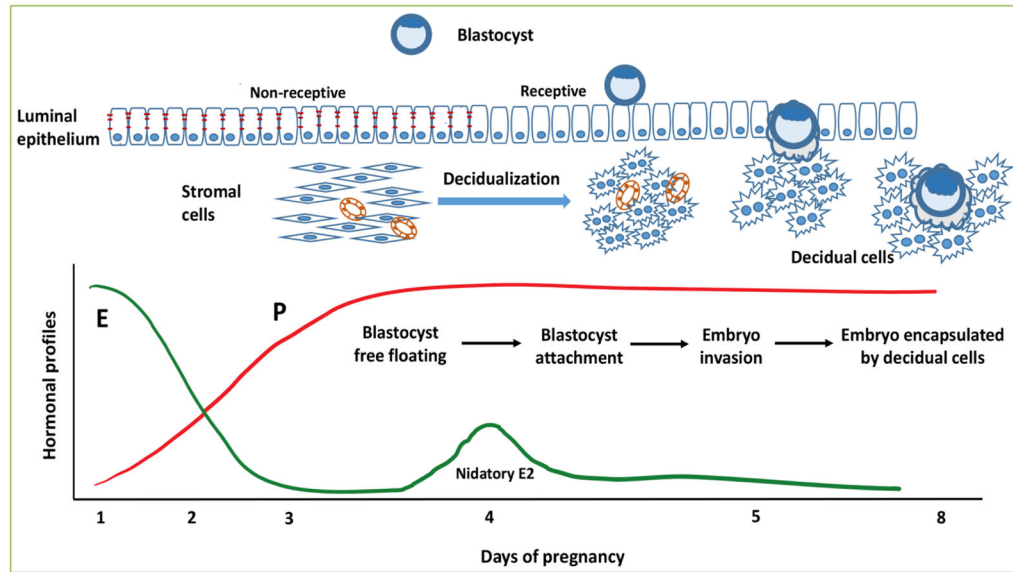 Blastocyst
Non-receptive
Receptive
Luminal
epithelium
Stromal
cells
Decidualization
Decidual cells
Hormonal profiles
E
P
Blastocyst
free floating
Blastocyst
attachment
Embryo
invasion
Embryo encapsulated
by decidual cells
Nidatory E2
1 2 3 4 5 8
Days of pregnancy